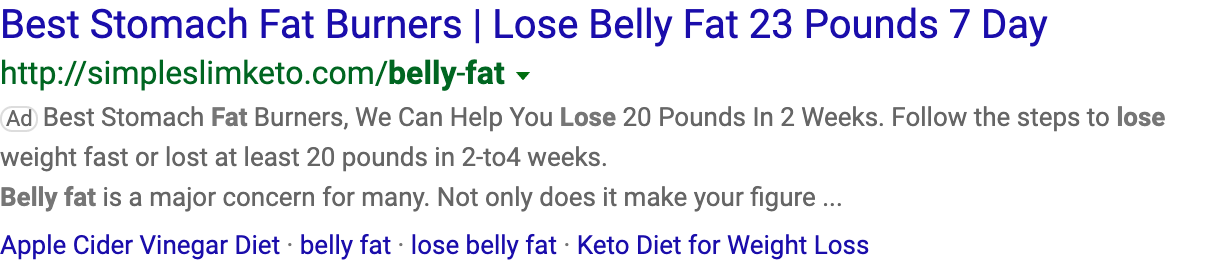 Best Stomach Fat Burners | Lose Belly Fat 23 Pounds 7 Day
http://simpleslimketo.com/belly-fat
Ad Best Stomach Fat Burners, We Can Help You Lose 20 Pounds In 2 Weeks. Follow the steps to lose
weight fast or lost at least 20 pounds in 2-to4 weeks.
Belly fat is a major concern for many. Not only does it make your figure ...
Apple Cider Vinegar Diet · belly fat · lose belly fat · Keto Diet for Weight Loss